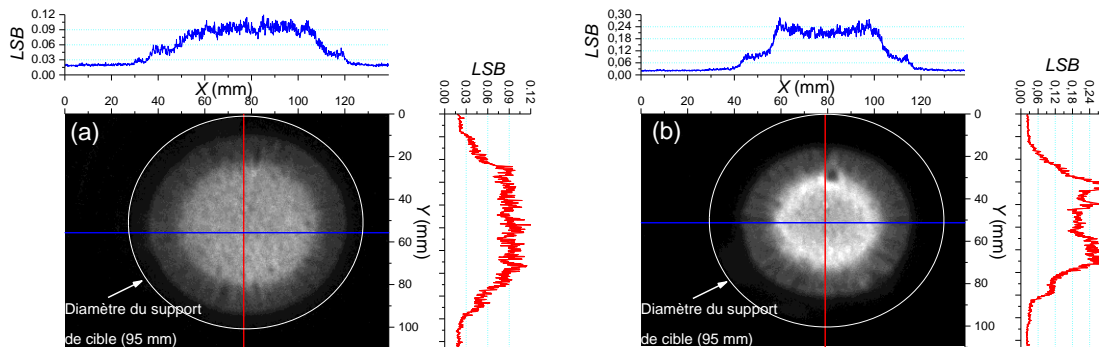 0.12
0.09
0.06
0.03
0.00
LSB
0 20 40 60 80 100 120
X (mm)
LSB
0.00 0.03 0.06 0.09 0.12
(a)
0
20
40
60
80
100
Y (mm)
Diamètre du support
de cible (95 mm)
0,30
0,24
0,18
0,12
0,06
0,00
LSB
0 20 40 60 80 100 120
X (mm)
LSB
0.00 0.06 0.12 0.18 0.24
(b)
0
20
40
60
80
100
Y (mm)
Diamètre du support
de cible (95 mm)